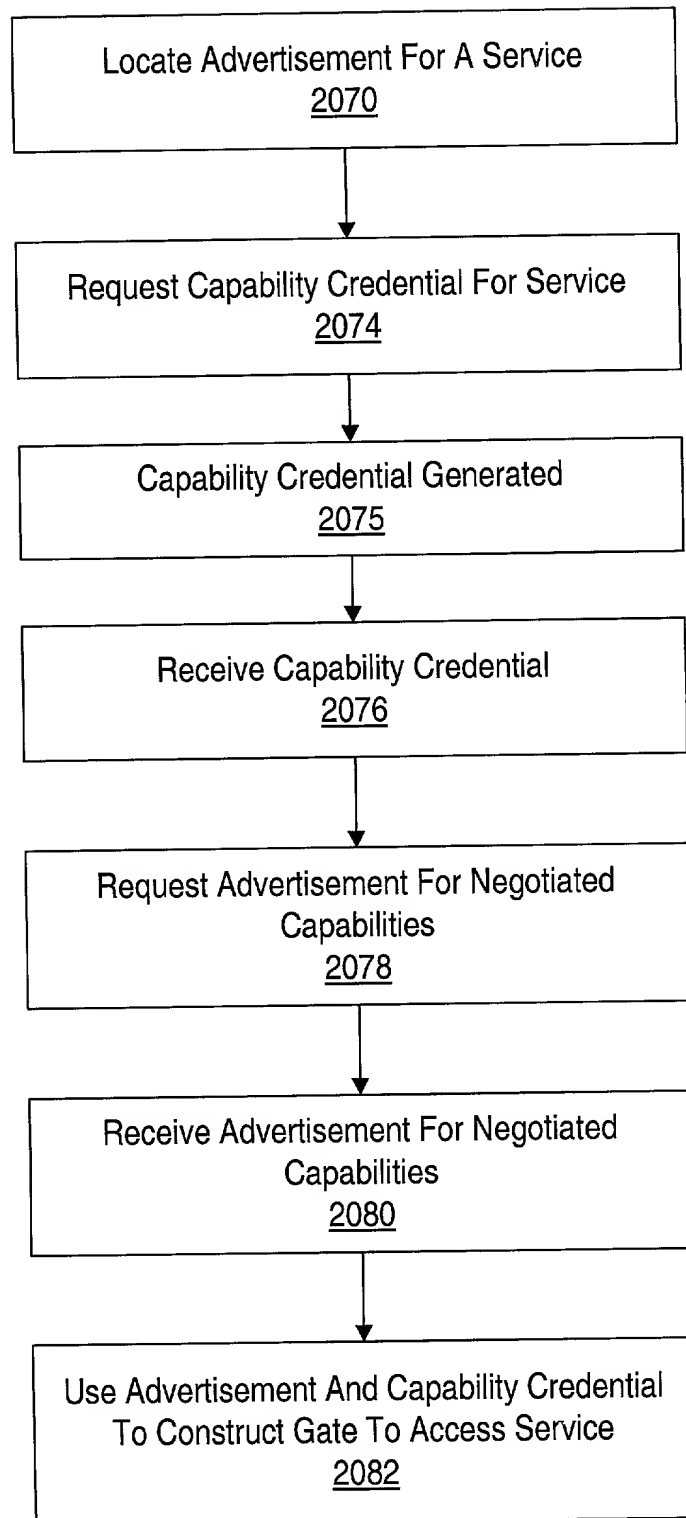 Locate Advertisement For A Service
2070
Request Capability Credential For Service
2074
Capability Credential Generated
2075
Receive Capability Credential
2076
Request Advertisement For Negotiated
Capabilities
2078
Receive Advertisement For Negotiated
Capabilities
2080
Use Advertisement And Capability Credential
To Construct Gate To Access Service
2082